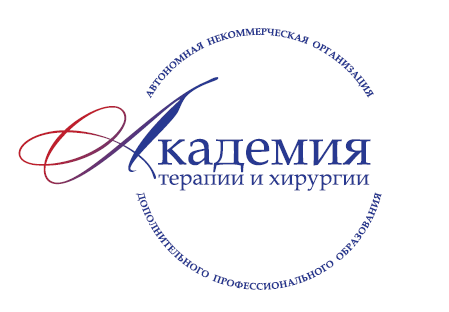 АВТОНОМНАЯ НЕКОММЕРЧЕСКАЯ ОРГАНИЗАЦИЯ
Академия
терапии и хирургии
ДОПОЛНИТЕЛЬНОГО ПРОФЕССИОНАЛЬНОГО ОБРАЗОВАНИЯ